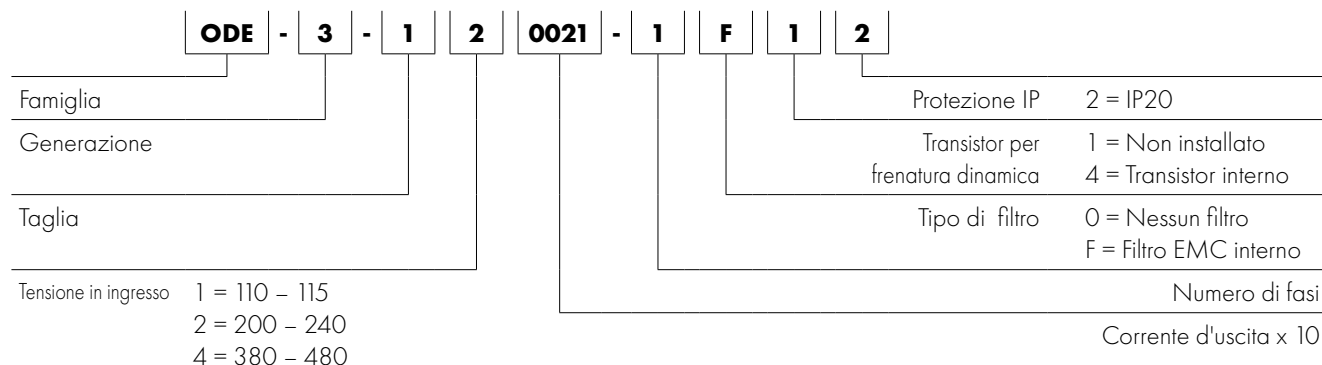 ODE - 3 - 1 2 0021 - 1 F 1 2
Famiglia
Generazione
Taglia
Tensione in ingresso 1 = 110 – 115
2 = 200 – 240
4 = 380 – 480
Protezione IP 2 = IP20
Transistor per 1 = Non installato
frenatura dinamica 4 = Transistor interno
Tipo di filtro 0 = Nessun filtro
F = Filtro EMC interno
Numero di fasi
Corrente d'uscita x 10